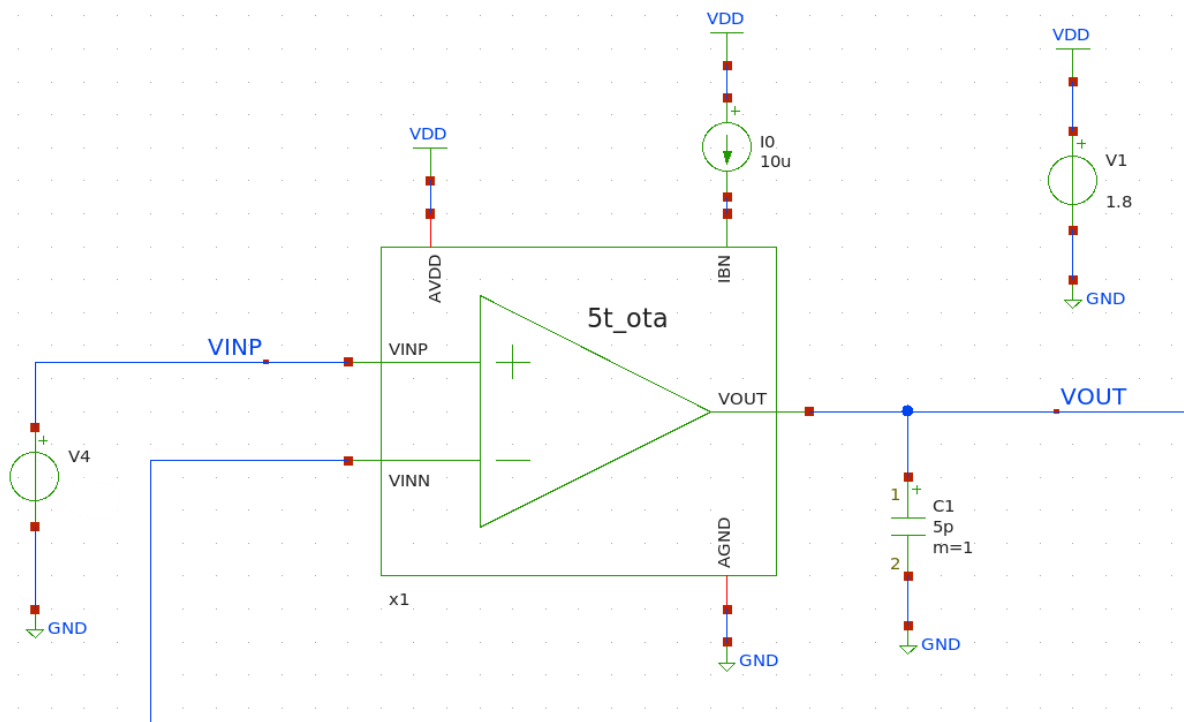 VDD
VDD
I0
10u
VDD
V1
1.8
GND
AVDD
IBN
5t_ota
VINP
VINP
VOUT
VOUT
V4
VINN
AGND
1
C1
5p
m=1
2
x1
GND
GND
GND